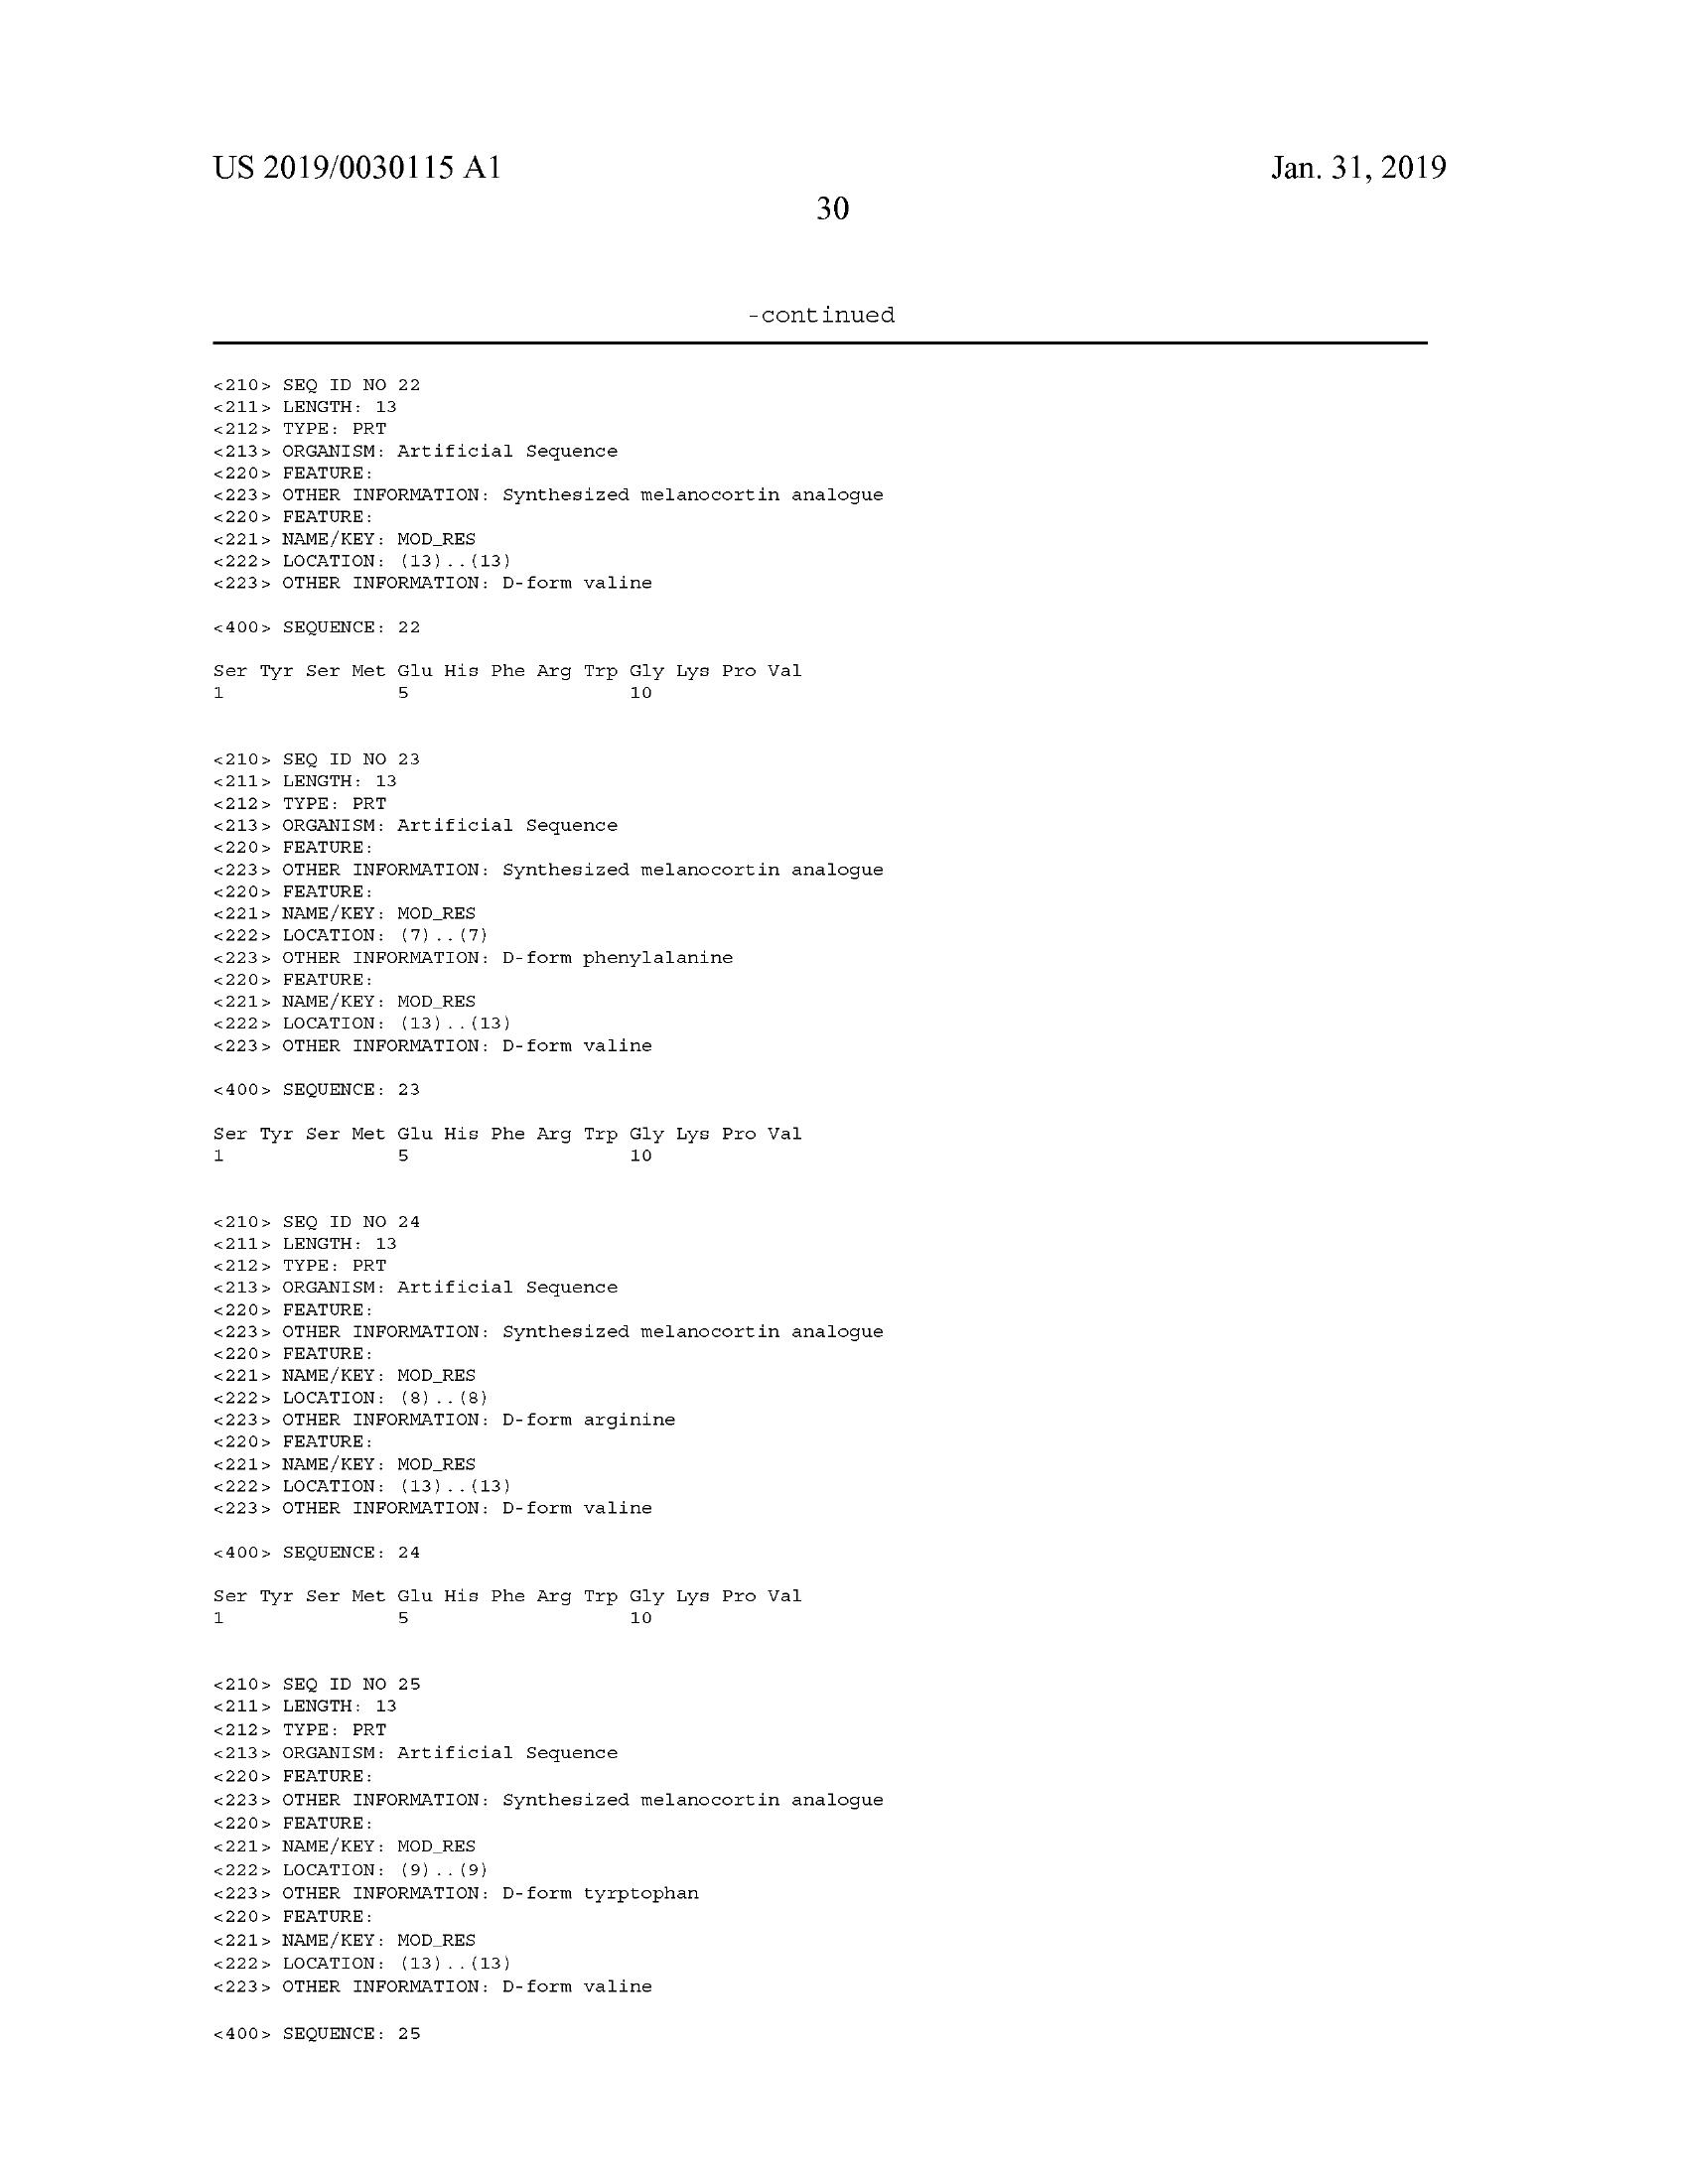 US 2019/0030115 A1 Jan. 31, 2019
30
-continued
<210> SEQ ID NO 22
<211> LENGTH: 13
<212> TYPE: PRT
<213> ORGANISM: Artificial Sequence
<220> FEATURE:
<223> OTHER INFORMATION: Synthesized melanocortin analogue
<220> FEATURE:
<221> NAME/KEY: MOD_RES
<222> LOCATION: (13)..(13)
<223> OTHER INFORMATION: D-form valine
<400> SEQUENCE: 22
Ser Tyr Ser Met Glu His Phe Arg Trp Gly Lys Pro Val
1 5 10
<210> SEQ ID NO 23
<211> LENGTH: 13
<212> TYPE: PRT
<213> ORGANISM: Artificial Sequence
<220> FEATURE:
<223> OTHER INFORMATION: Synthesized melanocortin analogue
<220> FEATURE:
<221> NAME/KEY: MOD_RES
<222> LOCATION: (7)..(7)
<223> OTHER INFORMATION: D-form phenylalanine
<220> FEATURE:
<221> NAME/KEY: MOD_RES
<222> LOCATION: (13)..(13)
<223> OTHER INFORMATION: D-form valine
<400> SEQUENCE: 23
Ser Tyr Ser Met Glu His Phe Arg Trp Gly Lys Pro Val
1 5 10
<210> SEQ ID NO 24
<211> LENGTH: 13
<212> TYPE: PRT
<213> ORGANISM: Artificial Sequence
<220> FEATURE:
<223> OTHER INFORMATION: Synthesized melanocortin analogue
<220> FEATURE:
<221> NAME/KEY: MOD_RES
<222> LOCATION: (8)..(8)
<223> OTHER INFORMATION: D-form arginine
<220> FEATURE:
<221> NAME/KEY: MOD_RES
<222> LOCATION: (13)..(13)
<223> OTHER INFORMATION: D-form valine
<400> SEQUENCE: 24
Ser Tyr Ser Met Glu His Phe Arg Trp Gly Lys Pro Val
1 5 10
<210> SEQ ID NO 25
<211> LENGTH: 13
<212> TYPE: PRT
<213> ORGANISM: Artificial Sequence
<220> FEATURE:
<223> OTHER INFORMATION: Synthesized melanocortin analogue
<220> FEATURE:
<221> NAME/KEY: MOD_RES
<222> LOCATION: (9)..(9)
<223> OTHER INFORMATION: D-form tyrptophan
<220> FEATURE:
<221> NAME/KEY: MOD_RES
<222> LOCATION: (13)..(13)
<223> OTHER INFORMATION: D-form valine
<400> SEQUENCE: 25